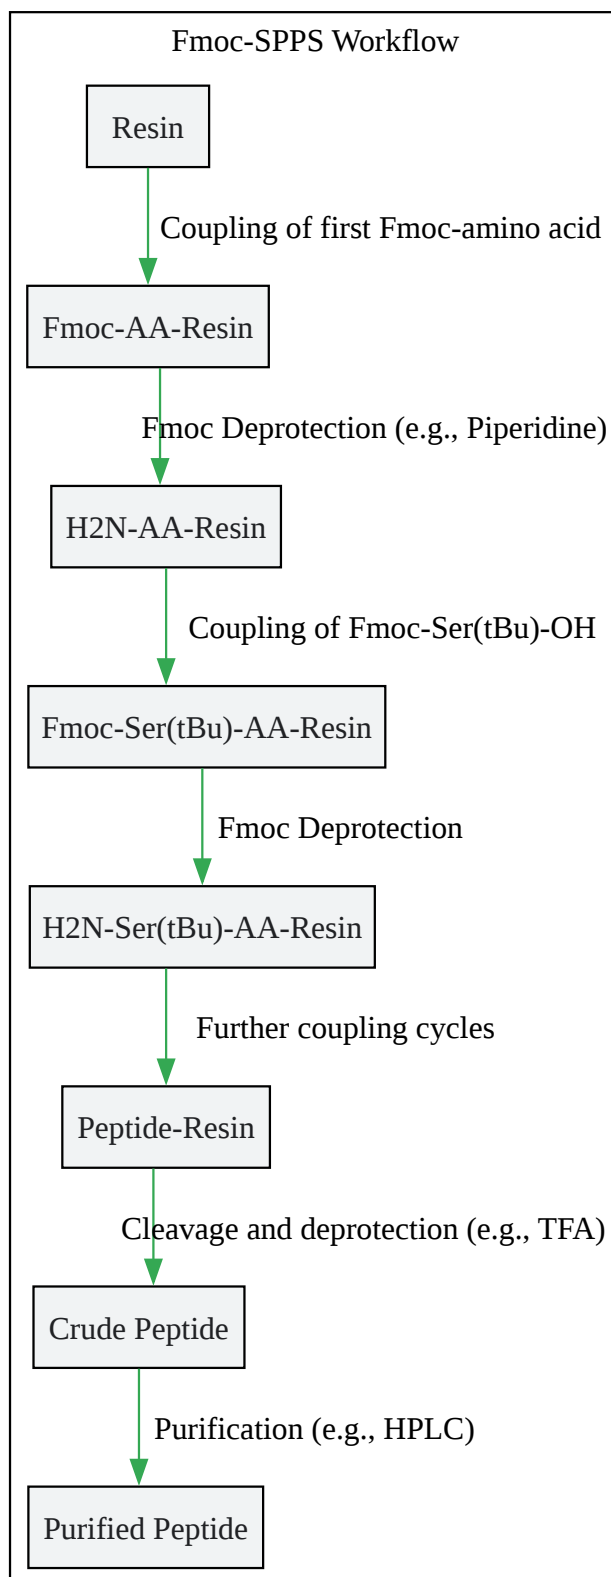 Fmoc-SPPS Workflow
Resin
Coupling of first Fmoc-amino acid
Fmoc-AA-Resin
Fmoc Deprotection (e.g., Piperidine)
H2N-AA-Resin
Coupling of Fmoc-Ser(tBu)-OH
Fmoc-Ser(tBu)-AA-Resin
Fmoc Deprotection
H2N-Ser(tBu)-AA-Resin
Further coupling cycles
Peptide-Resin
Cleavage and deprotection (e.g., TFA)
Crude Peptide
Purification (e.g., HPLC)
Purified Peptide